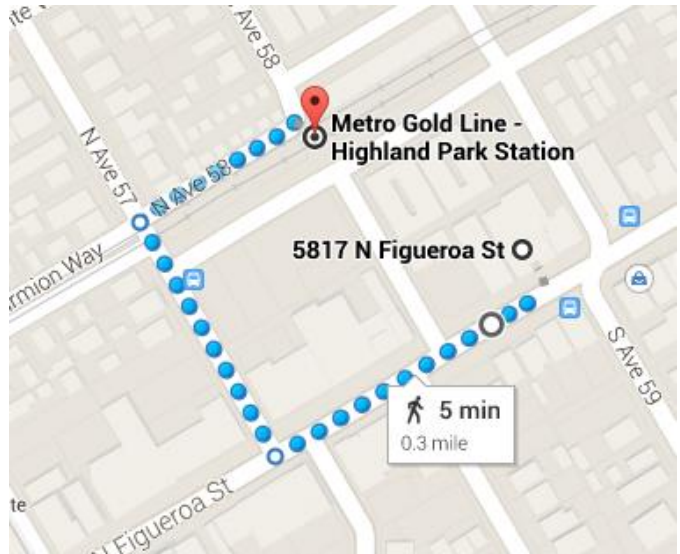 ite
N Ave 58
Metro Gold Line -
Highland Park Station
N Ave 57
N Ave 58
5817 N Figueroa St
rmion Way
S Ave 59
5 min
0.3 mile
te
N Figueroa St